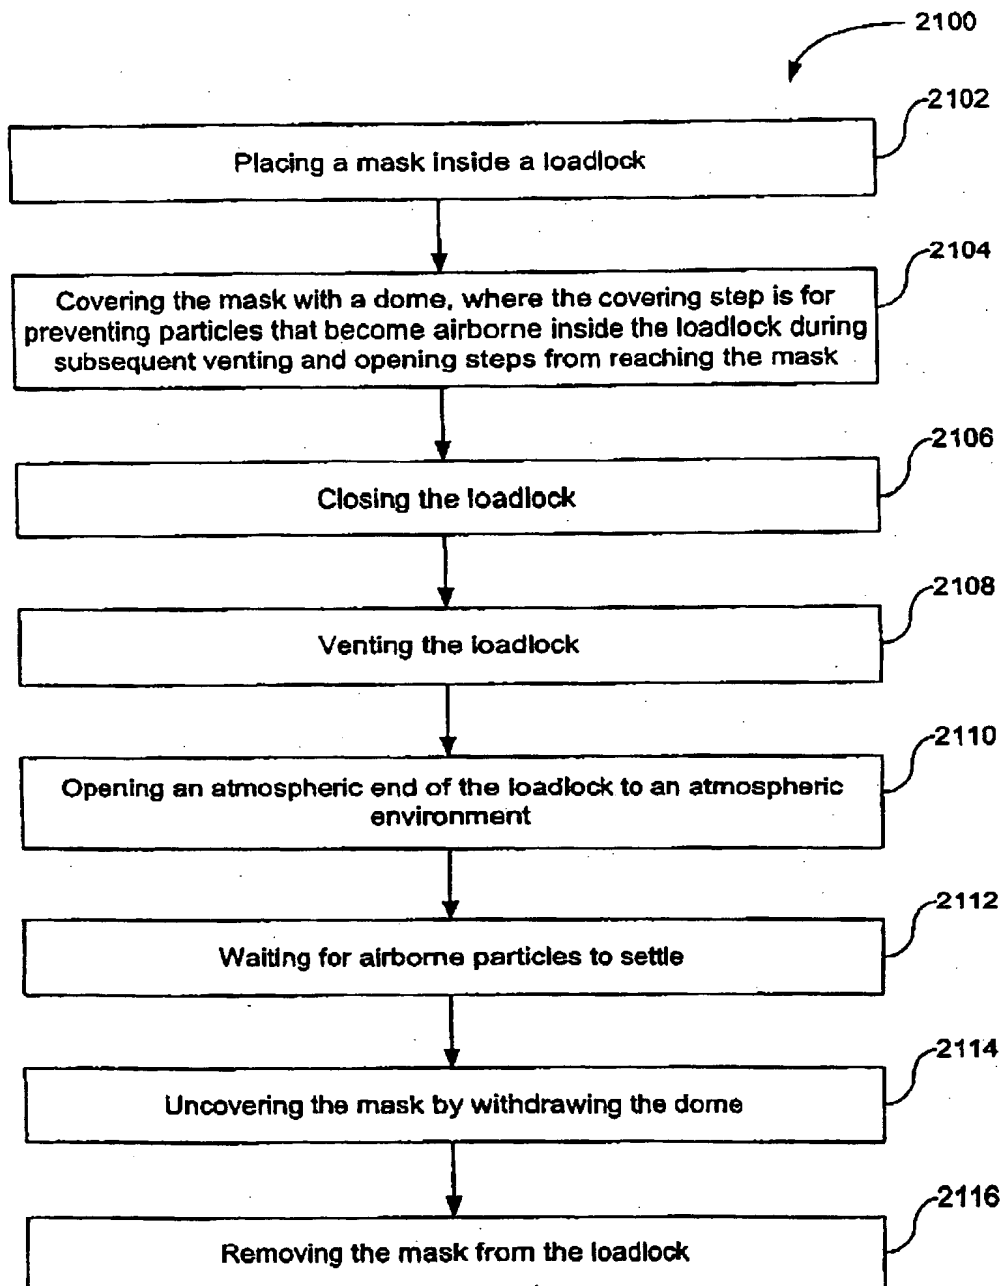 2100
2102
Placing a mask inside a loadlock
2104
Covering the mask with a dome, where the covering step is for
preventing particles that become airborne inside the loadlock during
subsequent venting and opening steps from reaching the mask
2106
Closing the loadlock
2108
Venting the loadlock
2110
Opening an atmospheric end of the loadlock to an atmospheric
environment
2112
Waiting for airborne particles to settle
2114
Uncovering the mask by withdrawing the dome
2116
Removing the mask from the loadlock